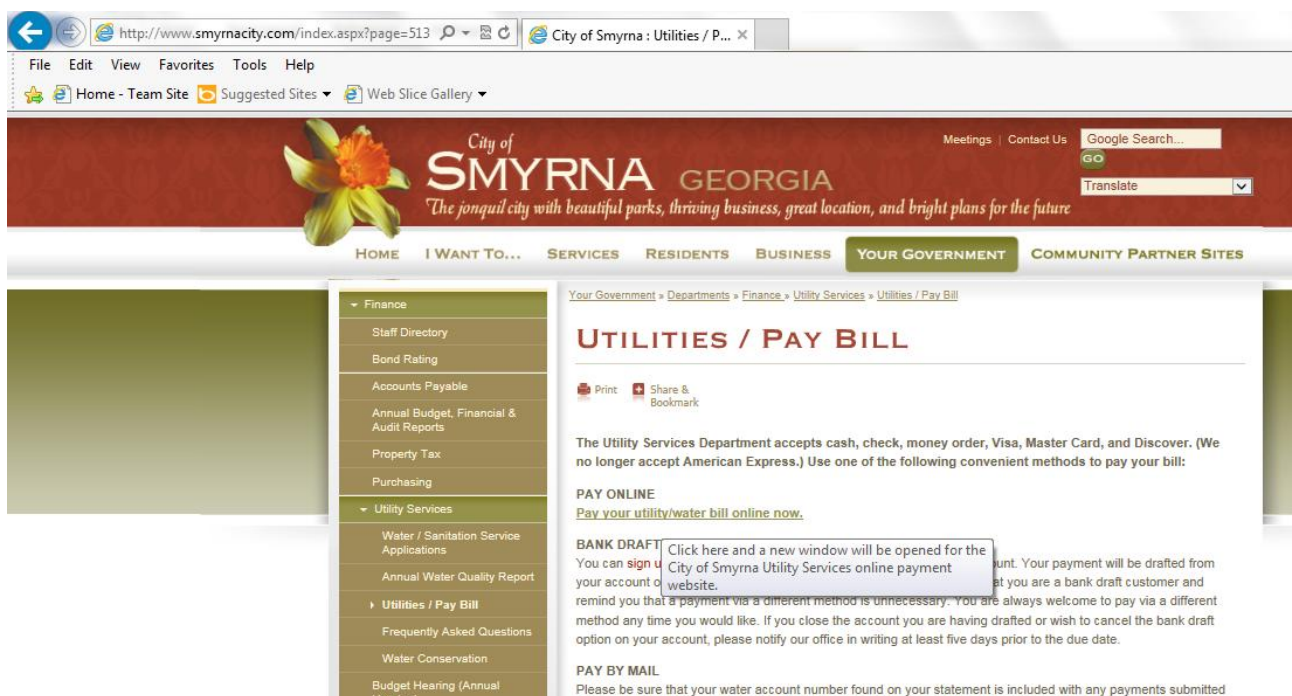 http://www.smyrnacity.com/index.aspx?page=513
City of Smyrna : Utilities / P...
File Edit View Favorites Tools Help
Home - Team Site Suggested Sites Web Slice Gallery
City of
SMYRNA GEORGIA
The jonquil city with beautiful parks, thriving business, great location, and bright plans for the future
Meetings | Contact Us
Google Search...
GO
Translate
HOME I WANT TO... SERVICES RESIDENTS BUSINESS YOUR GOVERNMENT COMMUNITY PARTNER SITES
Finance
Staff Directory
Bond Rating
Accounts Payable
Annual Budget, Financial &
Audit Reports
Property Tax
Purchasing
Utility Services
Water / Sanitation Service
Applications
Annual Water Quality Report
Utilities / Pay Bill
Frequently Asked Questions
Water Conservation
Budget Hearing (Annual
Your Government » Departments » Finance » Utility Services » Utilities / Pay Bill
UTILITIES / PAY BILL
Print
Share &
Bookmark
The Utility Services Department accepts cash, check, money order, Visa, Master Card, and Discover. (We
no longer accept American Express.) Use one of the following convenient methods to pay your bill:
PAY ONLINE
Pay your utility/water bill online now.
BANK DRAFT
Click here and a new window will be opened for the
City of Smyrna Utility Services online payment
website.
You can sign Your payment will be drafted from
your account you are a bank draft customer and
remind you that a payment via a different method is unnecessary. You are always welcome to pay via a different
method any time you would like. If you close the account you are having drafted or wish to cancel the bank draft
option on your account, please notify our office in writing at least five days prior to the due date.
PAY BY MAIL
Please be sure that your water account number found on your statement is included with any payments submitted